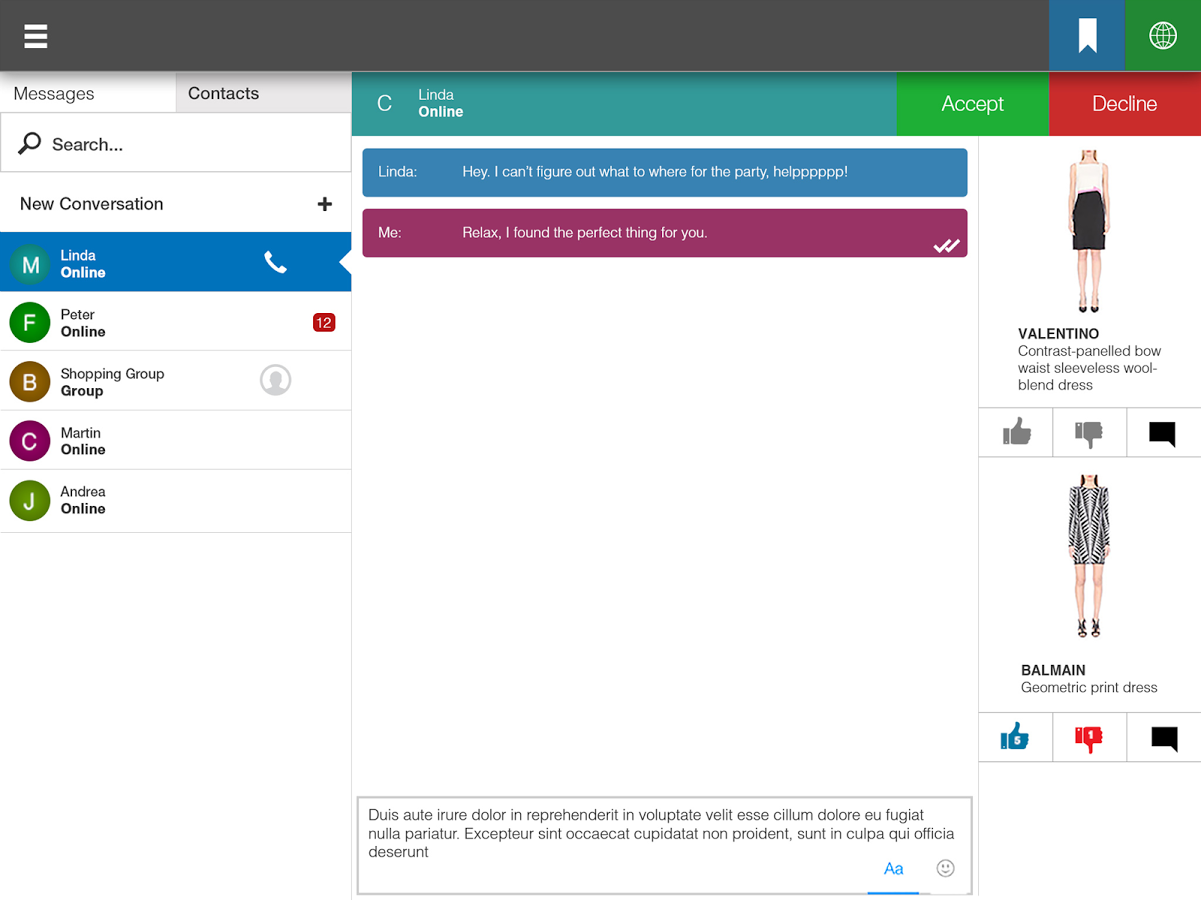 Messages
Contacts
Search...
New Conversation
+
M
Linda
Online
F
Peter
Online
12
B
Shopping Group
Group
C
Martin
Online
J
Andrea
Online
C
Linda
Online
Accept
Decline
Linda: Hey. I can't figure out what to where for the party, helpppppp!
Me: Relax, I found the perfect thing for you.
Duis aute irure dolor in reprehenderit in voluptate velit esse cillum dolore eu fugiat
nulla pariatur. Excepteur sint occaecat cupidatat non proident, sunt in culpa qui officia
deserunt
Aa
VALENTINO
Contrast-panelled bow
waist sleeveless wool-
blend dress
BALMAIN
Geometric print dress
5
1